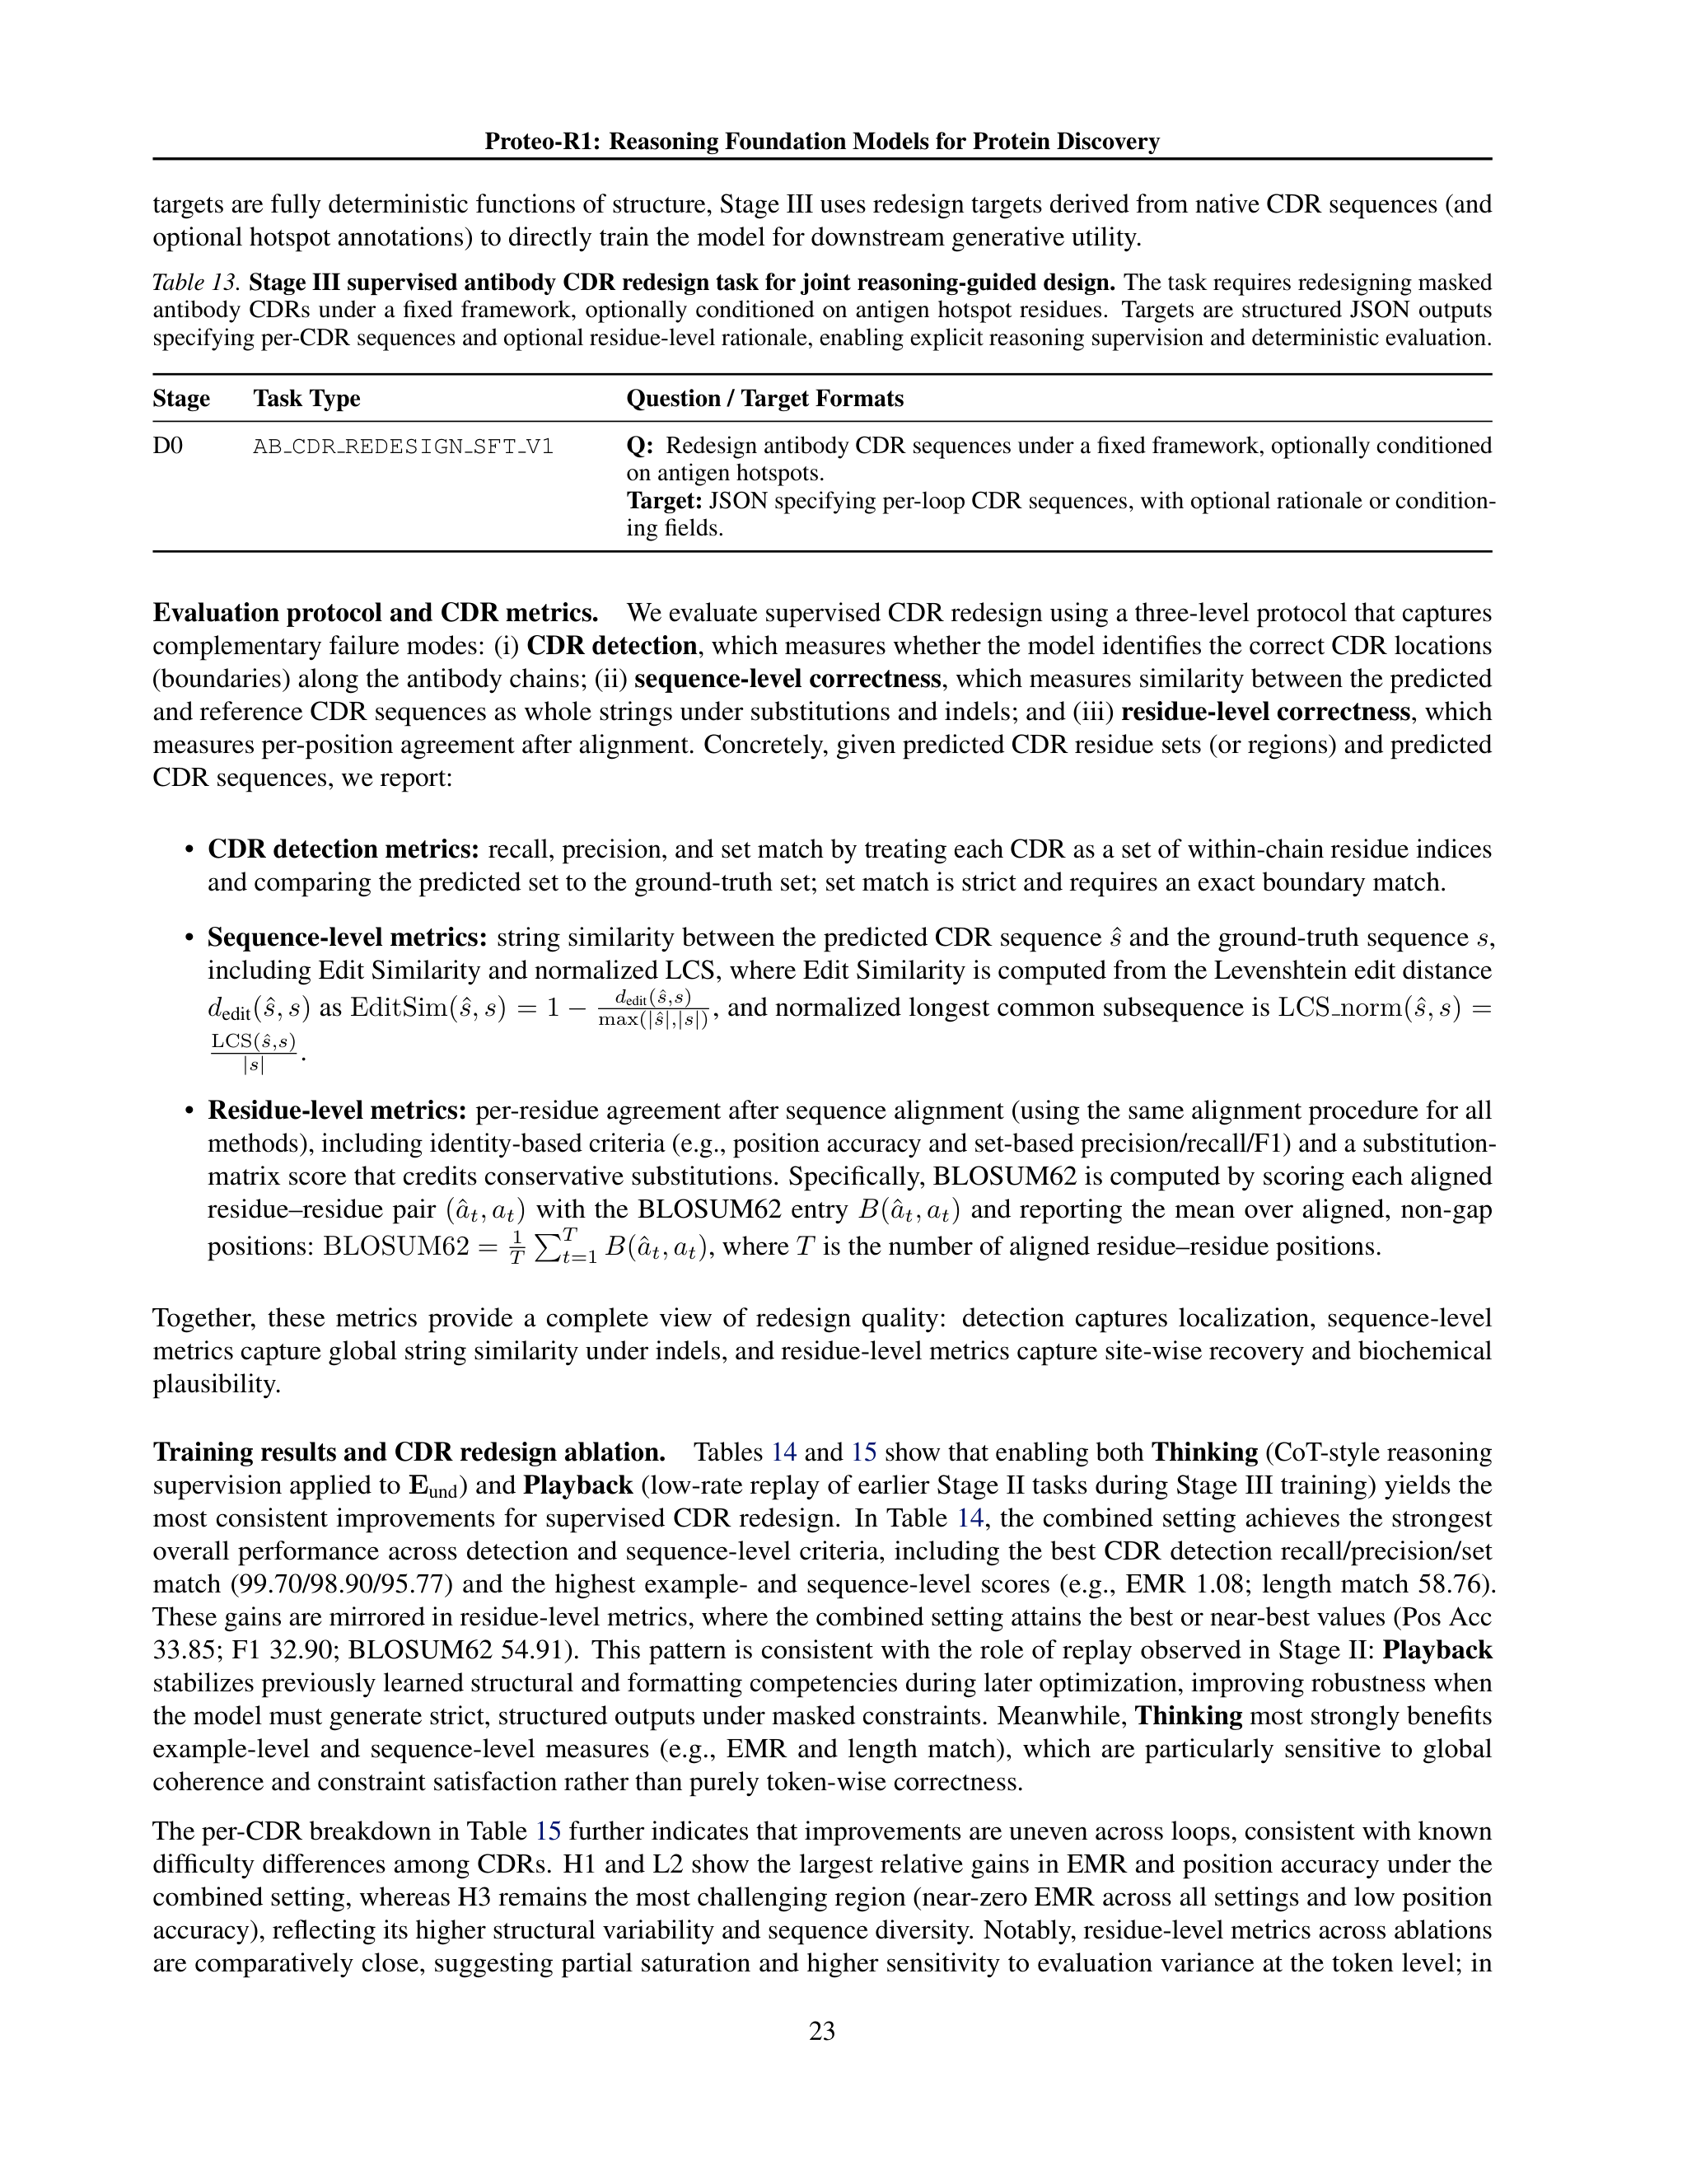 Proteo-R1: Reasoning Foundation Models for Protein Discovery
targets are fully deterministic functions of structure, Stage III uses redesign targets derived from native CDR sequences (and
optional hotspot annotations) to directly train the model for downstream generative utility.
Table 13. Stage III supervised antibody CDR redesign task for joint reasoning-guided design. The task requires redesigning masked
antibody CDRs under a fixed framework, optionally conditioned on antigen hotspot residues. Targets are structured JSON outputs
specifying per-CDR sequences and optional residue-level rationale, enabling explicit reasoning supervision and deterministic evaluation.
Stage Task Type Question / Target Formats
D0 AB_CDR_REDESIGN_SFT_V1 Q: Redesign antibody CDR sequences under a fixed framework, optionally conditioned
on antigen hotspots.
Target: JSON specifying per-loop CDR sequences, with optional rationale or condition-
ing fields.
Evaluation protocol and CDR metrics. We evaluate supervised CDR redesign using a three-level protocol that captures
complementary failure modes: (i) CDR detection, which measures whether the model identifies the correct CDR locations
(boundaries) along the antibody chains; (ii) sequence-level correctness, which measures similarity between the predicted
and reference CDR sequences as whole strings under substitutions and indels; and (iii) residue-level correctness, which
measures per-position agreement after alignment. Concretely, given predicted CDR residue sets (or regions) and predicted
CDR sequences, we report:
• CDR detection metrics: recall, precision, and set match by treating each CDR as a set of within-chain residue indices
and comparing the predicted set to the ground-truth set; set match is strict and requires an exact boundary match.
• Sequence-level metrics: string similarity between the predicted CDR sequence ŝ and the ground-truth sequence s,
including Edit Similarity and normalized LCS, where Edit Similarity is computed from the Levenshtein edit distance
d_edit(ŝ, s) as EditSim(ŝ, s) = 1 − d_edit(ŝ,s) / max(|ŝ|,|s|), and normalized longest common subsequence is LCS_norm(ŝ, s) =
LCS(ŝ,s) / |s| .
• Residue-level metrics: per-residue agreement after sequence alignment (using the same alignment procedure for all
methods), including identity-based criteria (e.g., position accuracy and set-based precision/recall/F1) and a substitution-
matrix score that credits conservative substitutions. Specifically, BLOSUM62 is computed by scoring each aligned
residue–residue pair (â_t, a_t) with the BLOSUM62 entry B(â_t, a_t) and reporting the mean over aligned, non-gap
positions: BLOSUM62 = 1/T ∑_{t=1}^{T} B(â_t, a_t), where T is the number of aligned residue–residue positions.
Together, these metrics provide a complete view of redesign quality: detection captures localization, sequence-level
metrics capture global string similarity under indels, and residue-level metrics capture site-wise recovery and biochemical
plausibility.
Training results and CDR redesign ablation. Tables 14 and 15 show that enabling both Thinking (CoT-style reasoning
supervision applied to E_und) and Playback (low-rate replay of earlier Stage II tasks during Stage III training) yields the
most consistent improvements for supervised CDR redesign. In Table 14, the combined setting achieves the strongest
overall performance across detection and sequence-level criteria, including the best CDR detection recall/precision/set
match (99.70/98.90/95.77) and the highest example- and sequence-level scores (e.g., EMR 1.08; length match 58.76).
These gains are mirrored in residue-level metrics, where the combined setting attains the best or near-best values (Pos Acc
33.85; F1 32.90; BLOSUM62 54.91). This pattern is consistent with the role of replay observed in Stage II: Playback
stabilizes previously learned structural and formatting competencies during later optimization, improving robustness when
the model must generate strict, structured outputs under masked constraints. Meanwhile, Thinking most strongly benefits
example-level and sequence-level measures (e.g., EMR and length match), which are particularly sensitive to global
coherence and constraint satisfaction rather than purely token-wise correctness.
The per-CDR breakdown in Table 15 further indicates that improvements are uneven across loops, consistent with known
difficulty differences among CDRs. H1 and L2 show the largest relative gains in EMR and position accuracy under the
combined setting, whereas H3 remains the most challenging region (near-zero EMR across all settings and low position
accuracy), reflecting its higher structural variability and sequence diversity. Notably, residue-level metrics across ablations
are comparatively close, suggesting partial saturation and higher sensitivity to evaluation variance at the token level; in
23